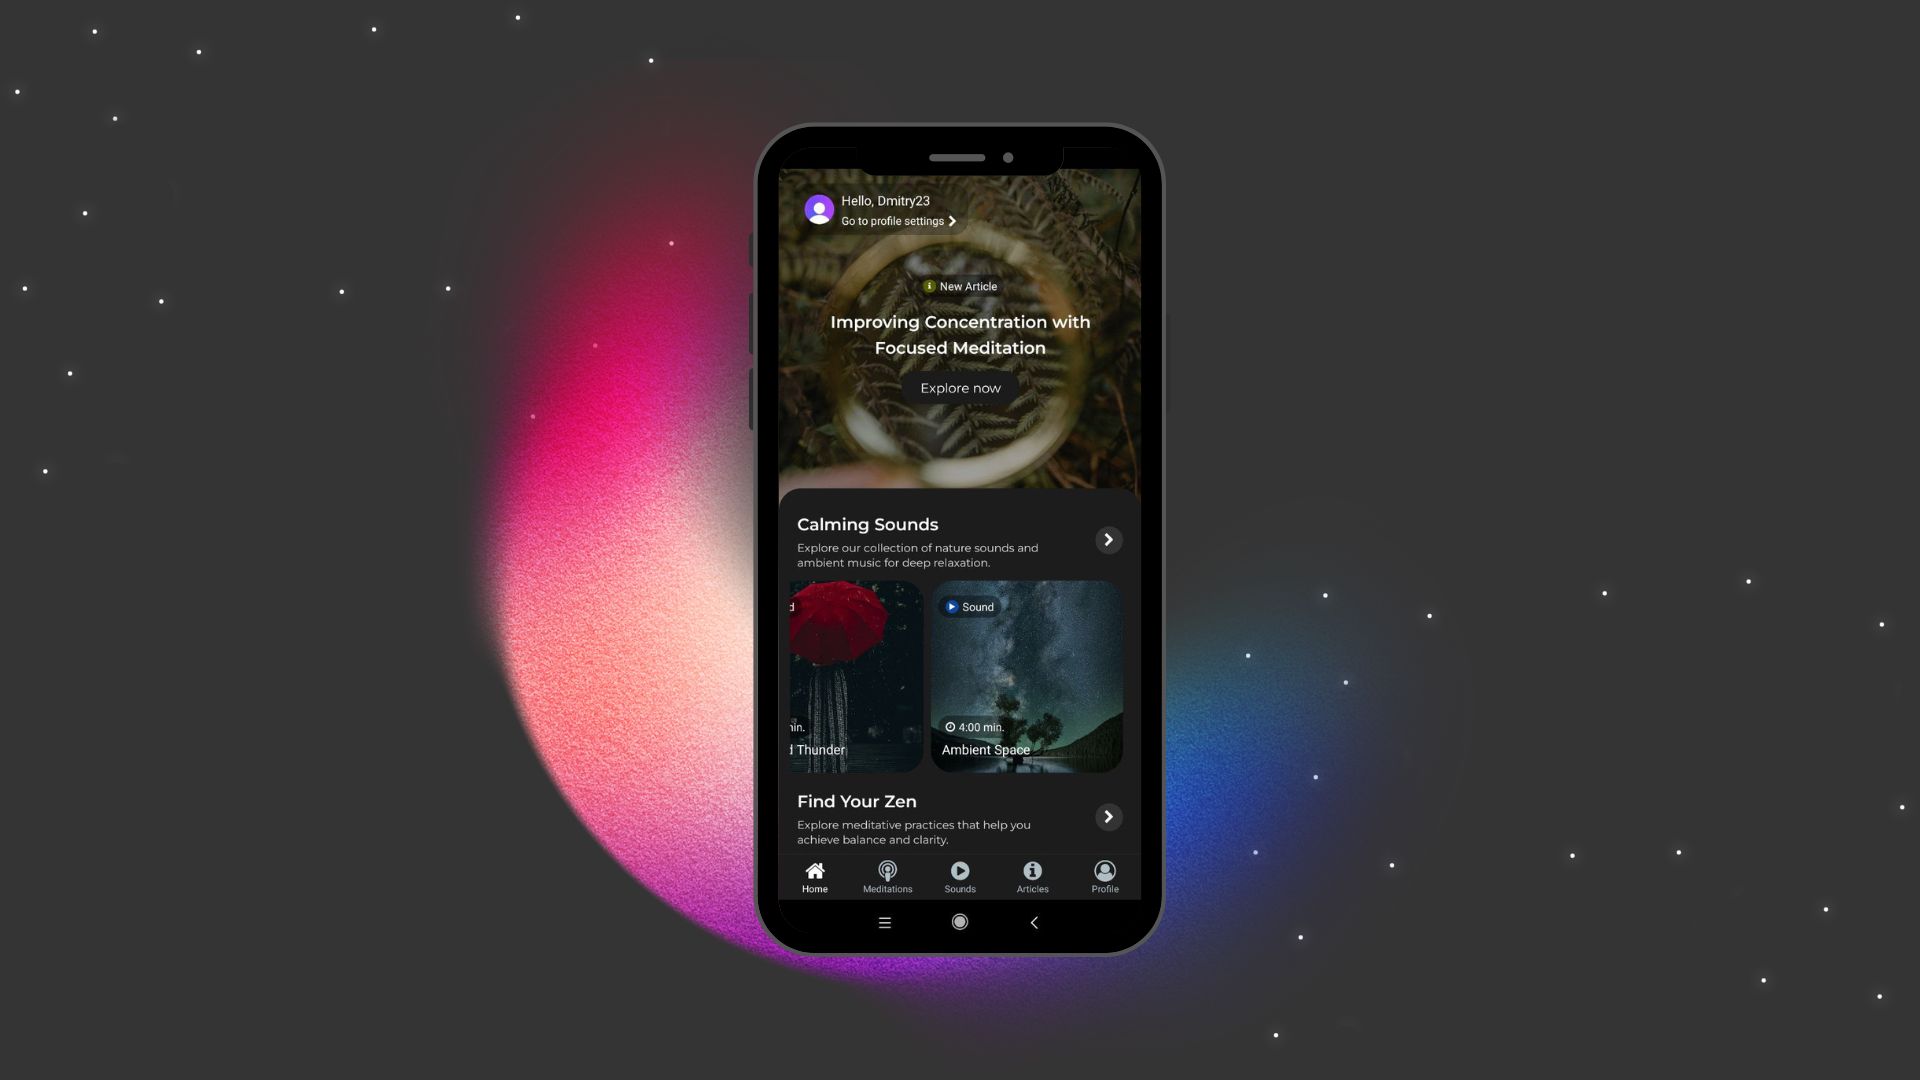 Hello, Dmitry23
Go to profile settings
New Article
Improving Concentration with
Focused Meditation
Explore now
Calming Sounds
Explore our collection of nature sounds and
ambient music for deep relaxation.
Sound
min.
Thunder
4:00 min.
Ambient Space
Find Your Zen
Explore meditative practices that help you
achieve balance and clarity.
Home
Meditations
Sounds
Articles
Profile